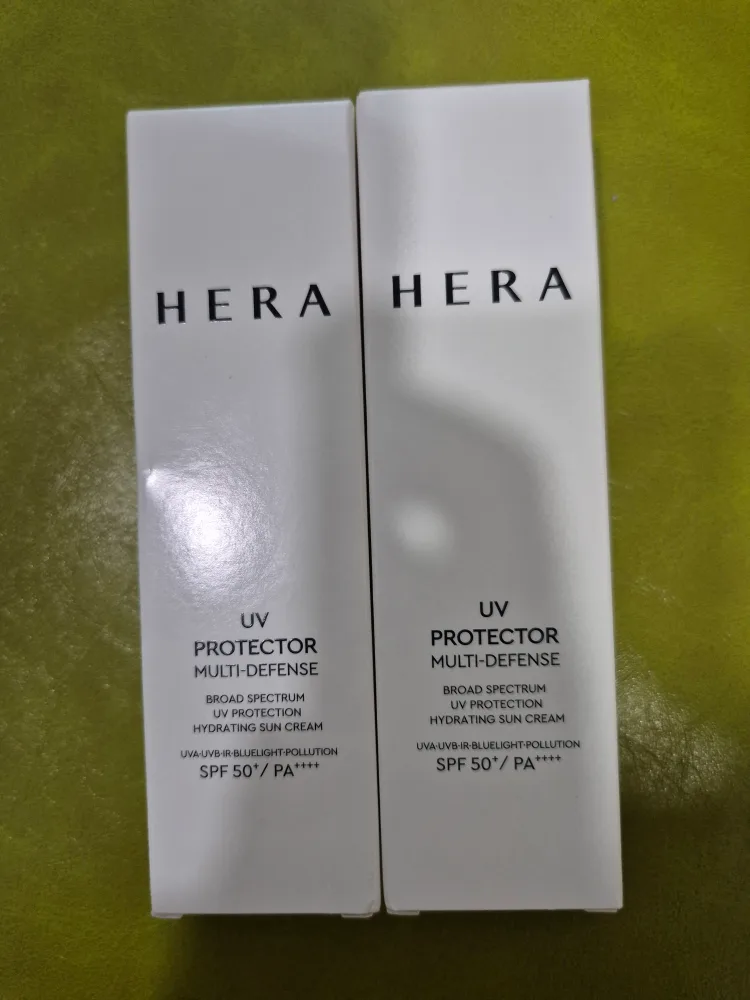 HERA
UV
PROTECTOR
MULTI-DEFENSE
BROAD SPECTRUM
UV PROTECTION
HYDRATING SUN CREAM
UVA·UVB·IR·BLUELIGHT·POLLUTION
SPF 50⁺/ PA⁺⁺⁺⁺
HERA
UV
PROTECTOR
MULTI-DEFENSE
BROAD SPECTRUM
UV PROTECTION
HYDRATING SUN CREAM
UVA·UVB·IR·BLUELIGHT·POLLUTION
SPF 50⁺/ PA⁺⁺⁺⁺